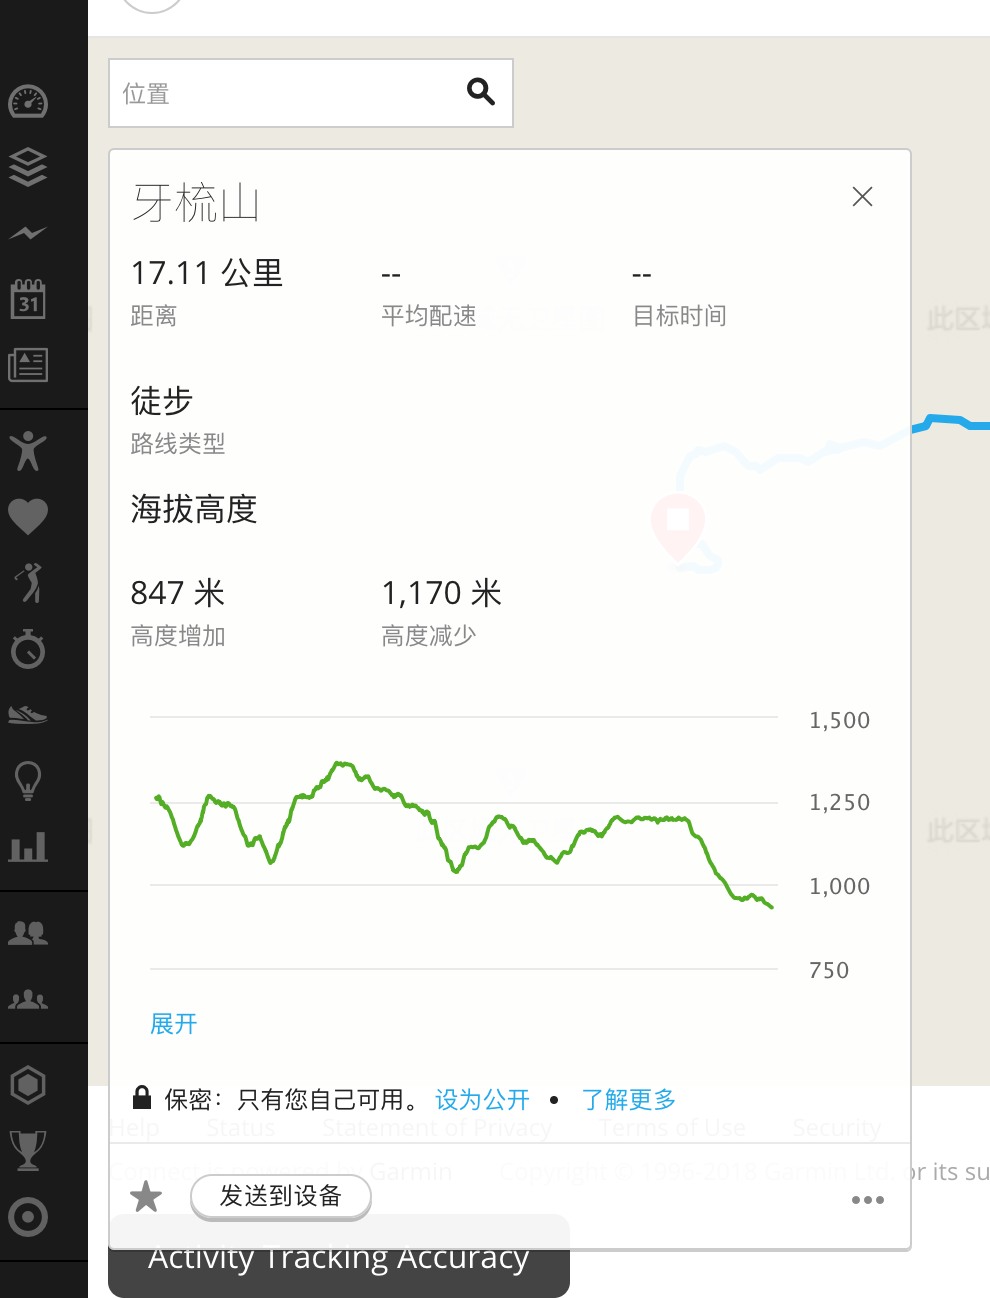 位置
牙梳山
17.11 公里
--
--
距离
平均配速
目标时间
此区
徒步
路线类型
海拔高度
847 米
1,170 米
高度增加
高度减少
1,500
1,250
此区
1,000
750
展开
保密：只有您自己可用。 设为公开 • 了解更多
Help Status Statement of Privacy Terms of Use Security
Connect is powered by Garmin Copyright © 1996-2018 Garmin Ltd. or its su
发送到设备
Activity Tracking Accuracy
31